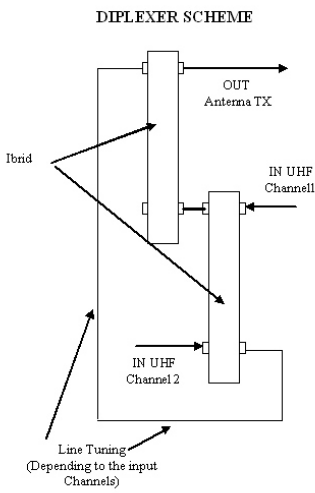 DIPLEXER SCHEME
OUT
Antenna TX
Ibrid
IN UHF
Channel1
IN UHF
Channel 2
Line Tuning
(Depending to the input
Channels)